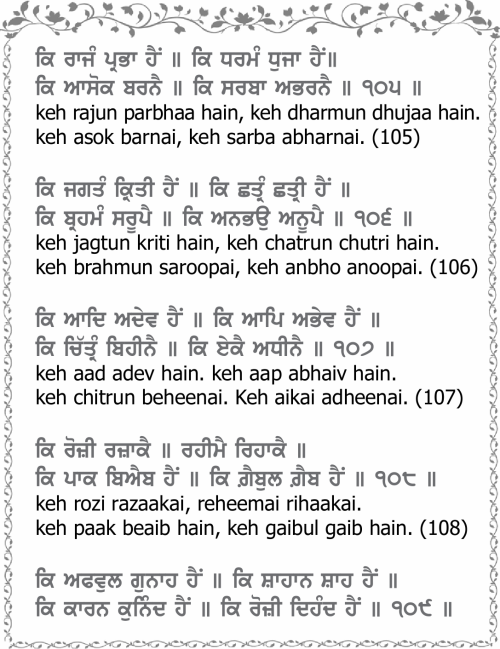 ਕਿ ਰਾਜੰ ਪ੍ਰਭਾ ਹੈਂ ॥ ਕਿ ਧਰਮੰ ਧੁਜਾ ਹੈਂ॥
ਕਿ ਆਸੋਕ ਬਰਨੈ ॥ ਕਿ ਸਰਬਾ ਅਭਰਨੈ ॥ ੧੦੫ ॥
keh rajun parbhaa hain, keh dharmun dhujaa hain.
keh asok barnai, keh sarba abharnai. (105)
ਕਿ ਜਗਤੰ ਕ੍ਰਿਤੀ ਹੈਂ ॥ ਕਿ ਛਤ੍ਰੰ ਛਤ੍ਰੀ ਹੈਂ ॥
ਕਿ ਬ੍ਰਹਮੰ ਸਰੂਪੈ ॥ ਕਿ ਅਨਭਉ ਅਨੂਪੈ ॥ ੧੦੬ ॥
keh jagtun kriti hain, keh chatrun chutri hain.
keh brahmun saroopai, keh anbho anoopai. (106)
ਕਿ ਆਦਿ ਅਦੇਵ ਹੈਂ ॥ ਕਿ ਆਪਿ ਅਭੇਵ ਹੈਂ ॥
ਕਿ ਚਿੱਤ੍ਰੰ ਬਿਹੀਨੈ ॥ ਕਿ ਏਕੈ ਅਧੀਨੈ ॥ ੧੦੭ ॥
keh aad adev hain. keh aap abhaiv hain.
keh chitrun beheenai. Keh aikai adheenai. (107)
ਕਿ ਰੋਜ਼ੀ ਰਜ਼ਾਕੈ ॥ ਰਹੀਮੈ ਰਿਹਾਕੈ ॥
ਕਿ ਪਾਕ ਬਿਐਬ ਹੈਂ ॥ ਕਿ ਗ਼ੈਬੁਲ ਗ਼ੈਬ ਹੈਂ ॥ ੧੦੮ ॥
keh rozi razaakai, reheemai rihaakai.
keh paak beaib hain, keh gaibul gaib hain. (108)
ਕਿ ਅਫਵੁਲ ਗੁਨਾਹ ਹੈਂ ॥ ਕਿ ਸ਼ਾਹਾਨ ਸ਼ਾਹ ਹੈਂ ॥
ਕਿ ਕਾਰਨ ਕੁਨਿੰਦ ਹੈਂ ॥ ਕਿ ਰੋਜ਼ੀ ਦਿਹੰਦ ਹੈਂ ॥ ੧੦੯ ॥